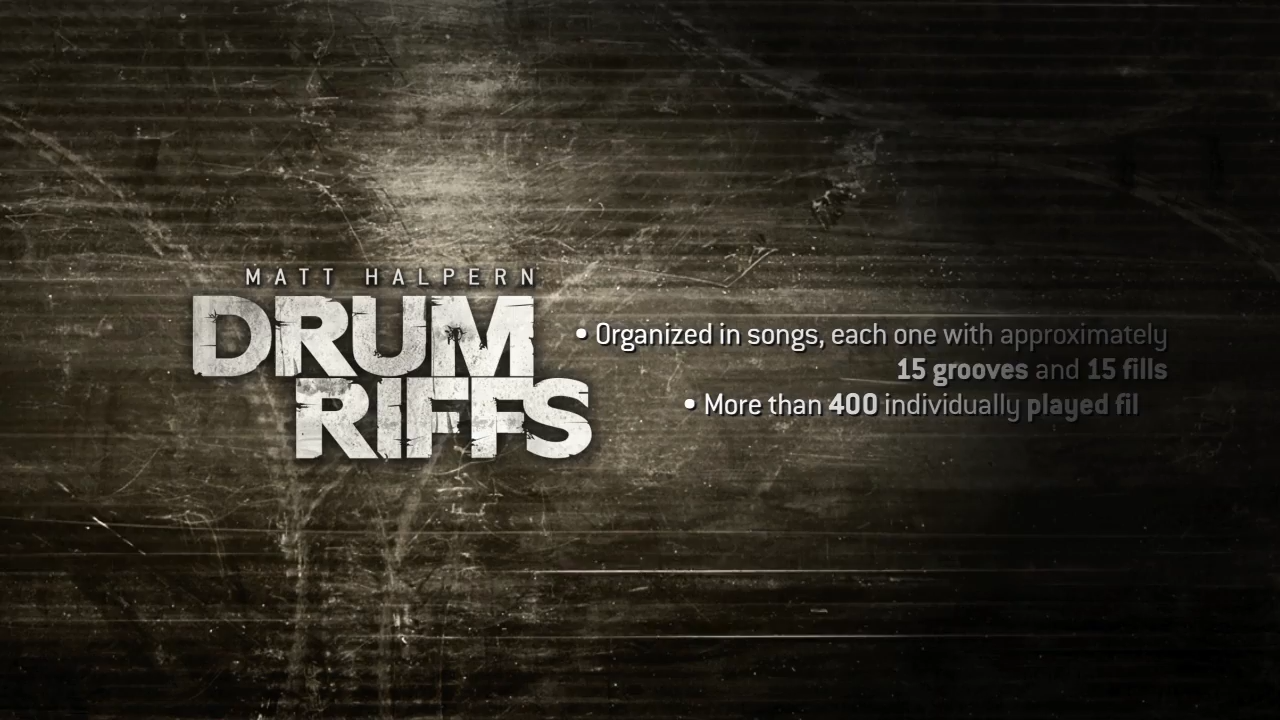 MATT HALPERN
DRUM
RIFFS
• Organized in songs, each one with approximately
15 grooves and 15 fills
• More than 400 individually played fil